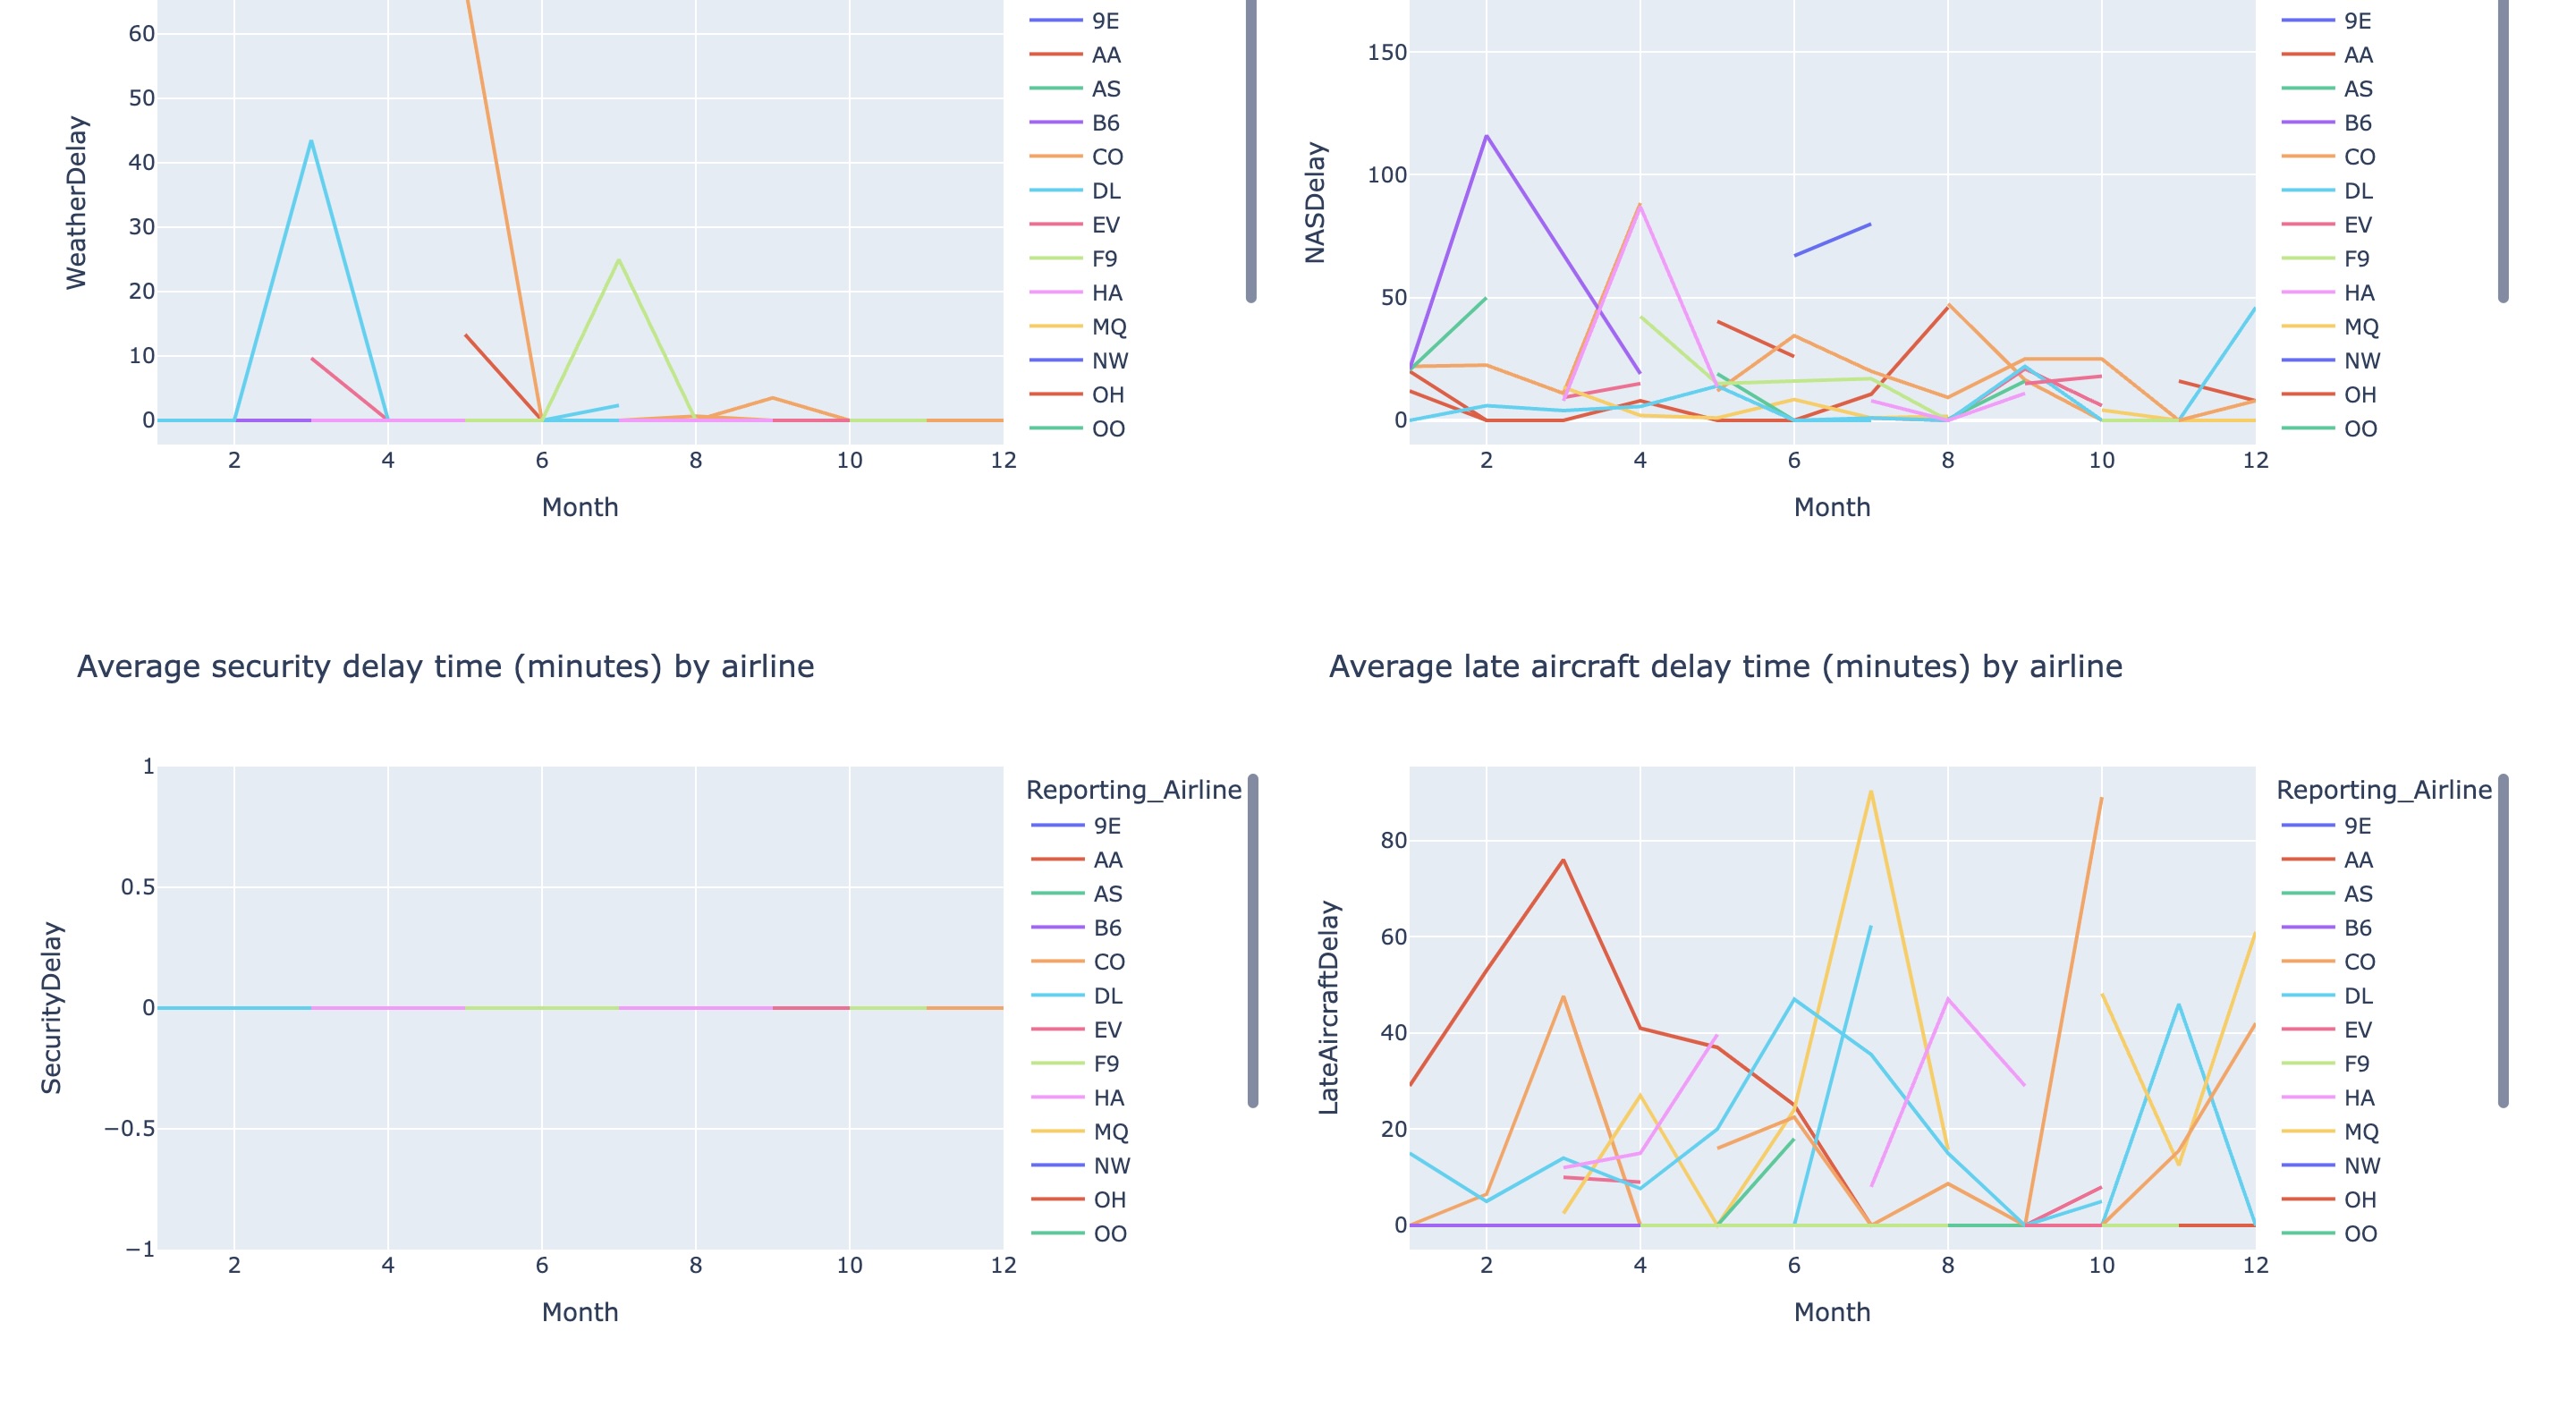 60
50
40
30
20
10
0
WeatherDelay
2 4 6 8 10 12
Month
9E
AA
AS
B6
CO
DL
EV
F9
HA
MQ
NW
OH
OO
150
100
50
0
NASDelay
2 4 6 8 10 12
Month
9E
AA
AS
B6
CO
DL
EV
F9
HA
MQ
NW
OH
OO
Average security delay time (minutes) by airline
1
0.5
0
−0.5
−1
SecurityDelay
2 4 6 8 10 12
Month
Reporting_Airline
9E
AA
AS
B6
CO
DL
EV
F9
HA
MQ
NW
OH
OO
Average late aircraft delay time (minutes) by airline
80
60
40
20
0
LateAircraftDelay
2 4 6 8 10 12
Month
Reporting_Airline
9E
AA
AS
B6
CO
DL
EV
F9
HA
MQ
NW
OH
OO